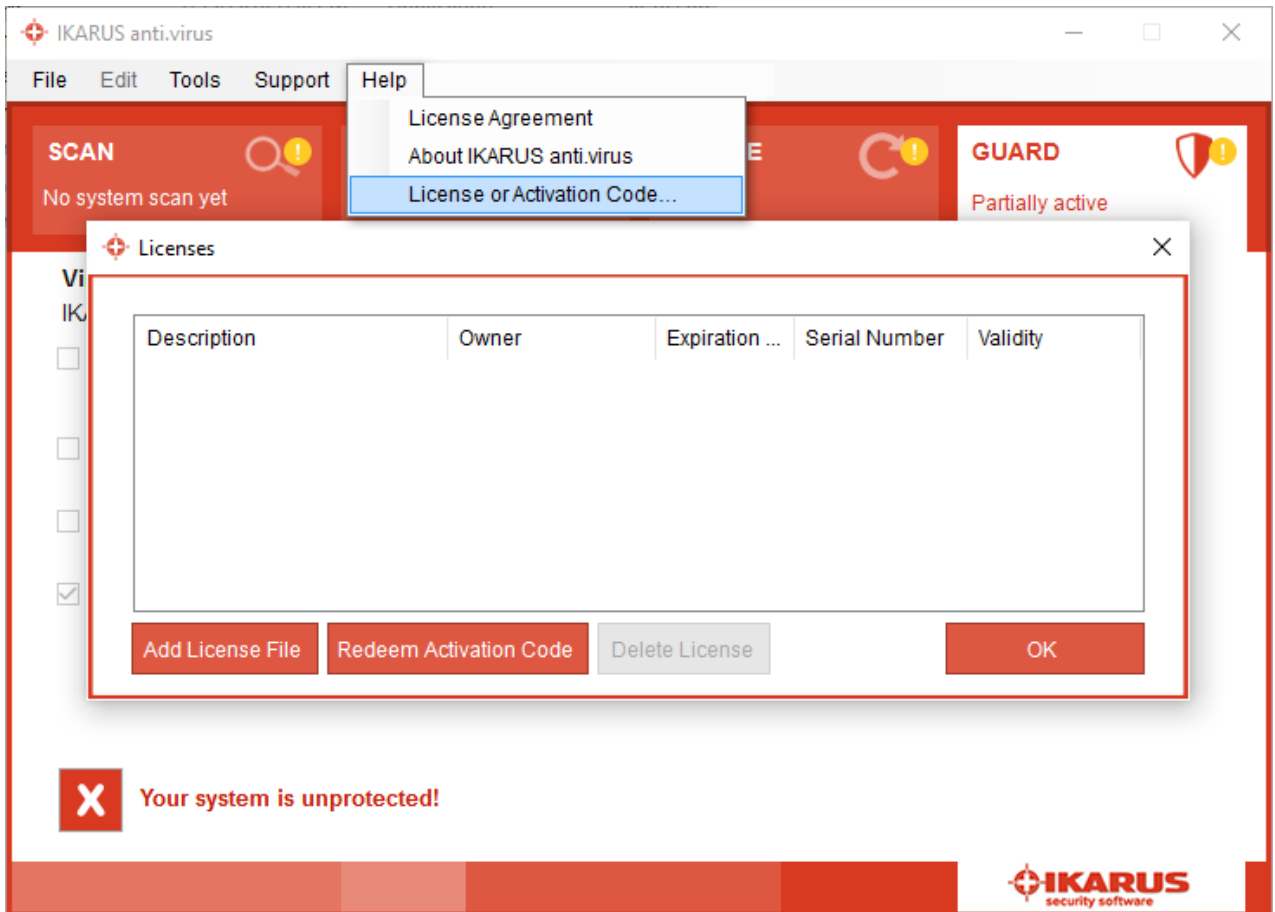 IKARUS anti.virus
File Edit Tools Support Help
License Agreement
About IKARUS anti.virus
License or Activation Code...
SCAN
No system scan yet
E
GUARD
Partially active
Vi
IK
Licenses
Description Owner Expiration ... Serial Number Validity
Add License File Redeem Activation Code Delete License OK
Your system is unprotected!
IKARUS
security software